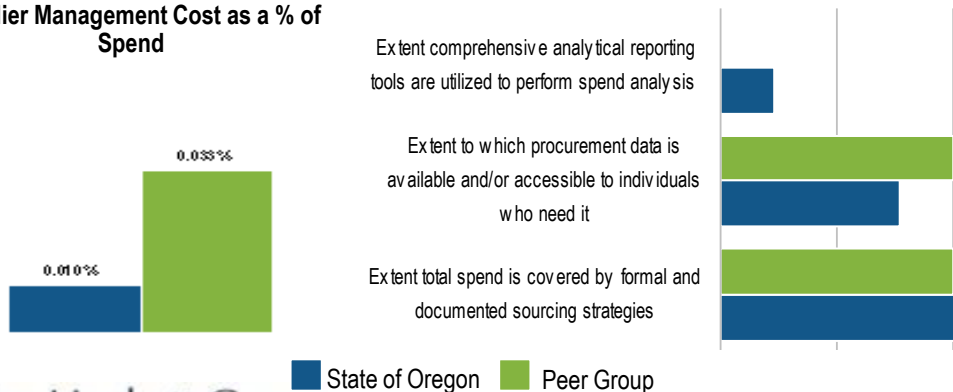 lier Management Cost as a % of
Spend
0.033%
0.010%
Extent comprehensive analytical reporting
tools are utilized to perform spend analysis
Extent to which procurement data is
available and/or accessible to individuals
who need it
Extent total spend is covered by formal and
documented sourcing strategies
State of Oregon
Peer Group